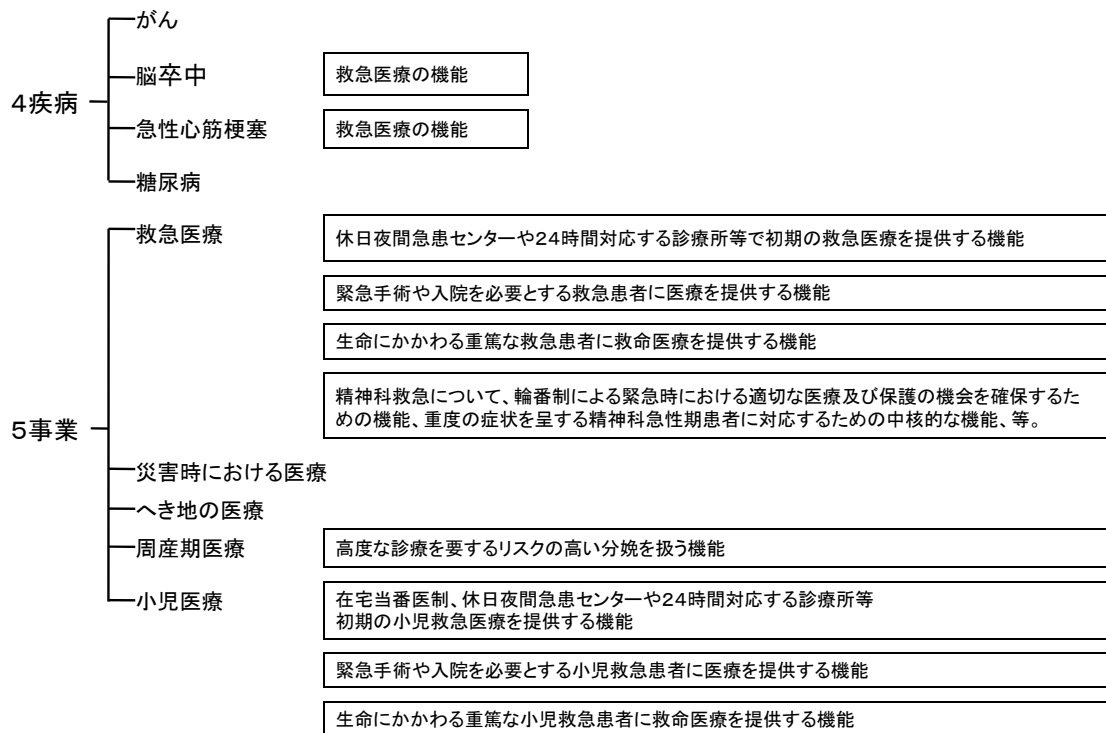 4疾病
がん
脳卒中
救急医療の機能
急性心筋梗塞
救急医療の機能
糖尿病
5事業
救急医療
休日夜間急患センターや24時間対応する診療所等で初期の救急医療を提供する機能
緊急手術や入院を必要とする救急患者に医療を提供する機能
生命にかかわる重篤な救急患者に救命医療を提供する機能
精神科救急について、輪番制による緊急時における適切な医療及び保護の機会を確保するた
めの機能、重度の症状を呈する精神科急性期患者に対応するための中核的な機能、等。
災害時における医療
へき地の医療
周産期医療
高度な診療を要するリスクの高い分娩を扱う機能
小児医療
在宅当番医制、休日夜間急患センターや24時間対応する診療所等
初期の小児救急医療を提供する機能
緊急手術や入院を必要とする小児救急患者に医療を提供する機能
生命にかかわる重篤な小児救急患者に救命医療を提供する機能